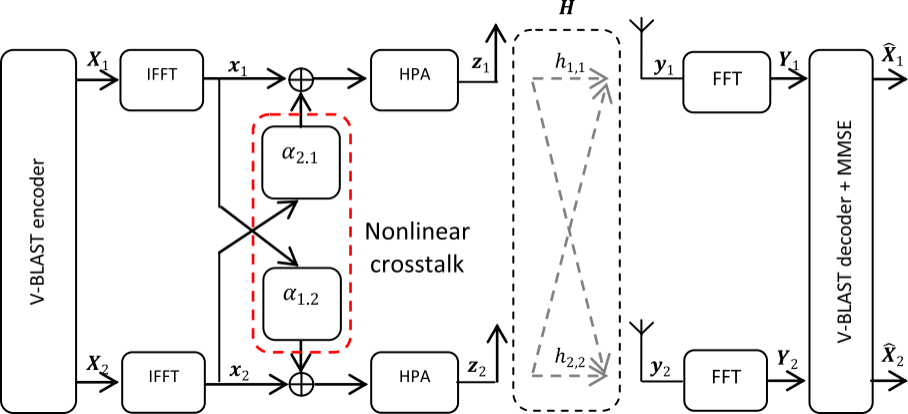 H
V-BLAST encoder
X₁
IFFT
x₁
HPA
z₁
h₁,₁
y₁
FFT
Y₁
V-BLAST decoder + MMSE
X̂₁
α₂.₁
Nonlinear
crosstalk
α₁.₂
X₂
IFFT
x₂
HPA
z₂
h₂,₂
y₂
FFT
Y₂
X̂₂